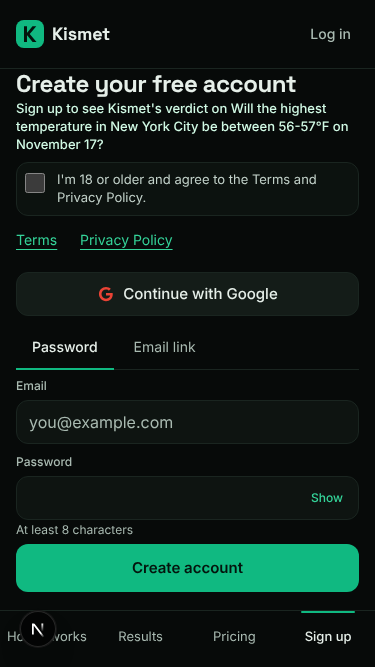 Kismet
Log in
Create your free account
Sign up to see Kismet's verdict on Will the highest
temperature in New York City be between 56-57°F on
November 17?
I'm 18 or older and agree to the Terms and
Privacy Policy.
Terms Privacy Policy
Continue with Google
Password Email link
Email
you@example.com
Password
Show
At least 8 characters
Create account
works Results Pricing Sign up